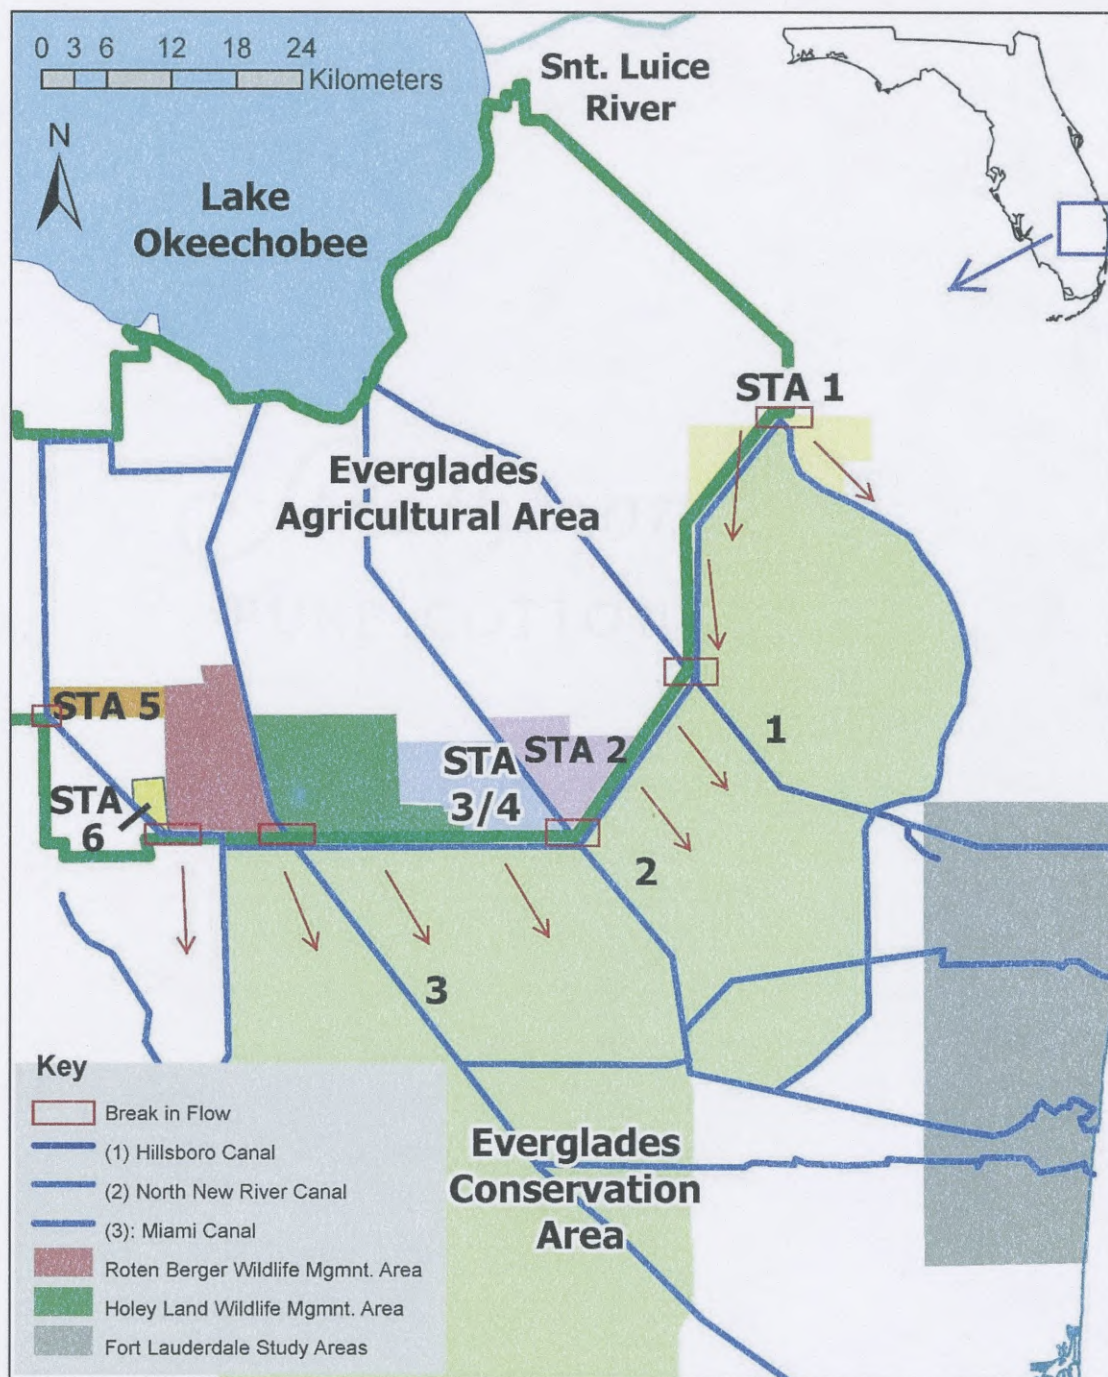 0 3 6 12 18 24
Kilometers
N
Snt. Luice
River
Lake
Okeechobee
STA 1
Everglades
Agricultural Area
STA 5
STA 2
STA
3/4
STA
6
1
2
3
Everglades
Conservation
Area
Key
Break in Flow
(1) Hillsboro Canal
(2) North New River Canal
(3): Miami Canal
Roten Berger Wildlife Mgmnt. Area
Holey Land Wildlife Mgmnt. Area
Fort Lauderdale Study Areas